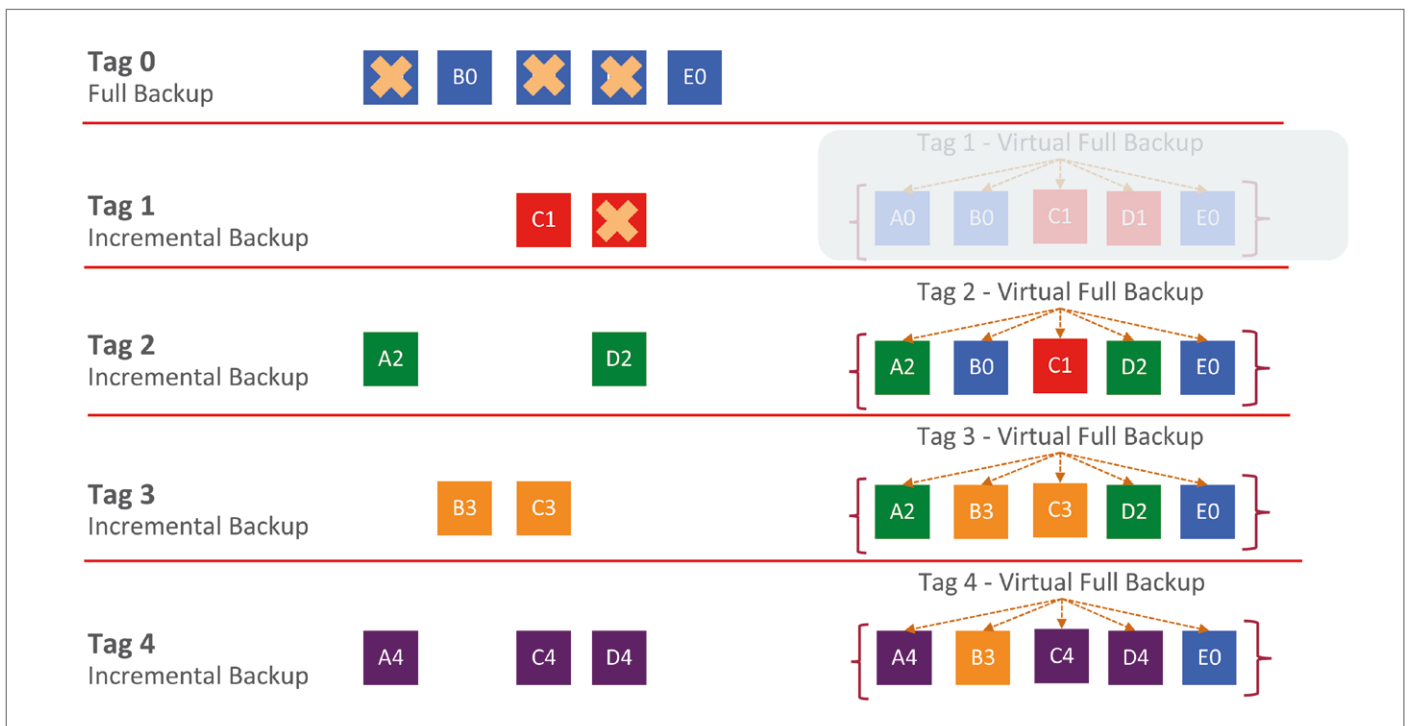 Tag 0
Full Backup
B0
E0
Tag 1 - Virtual Full Backup
Tag 1
Incremental Backup
C1
A0 B0 C1 D1 E0
Tag 2 - Virtual Full Backup
Tag 2
Incremental Backup
A2 D2
A2 B0 C1 D2 E0
Tag 3 - Virtual Full Backup
Tag 3
Incremental Backup
B3 C3
A2 B3 C3 D2 E0
Tag 4 - Virtual Full Backup
Tag 4
Incremental Backup
A4 C4 D4
A4 B3 C4 D4 E0